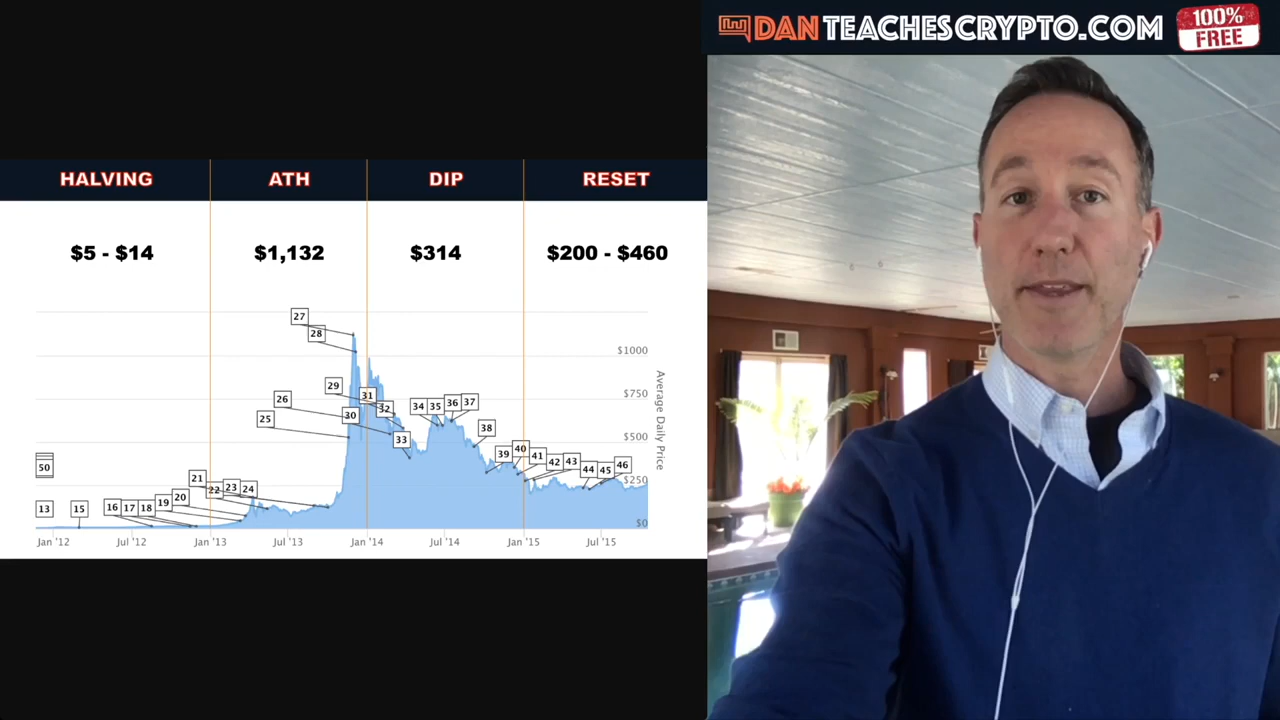 DANTEACHESCRYPTO.COM
100%
FREE
HALVING
ATH
DIP
RESET
$5 - $14
$1,132
$314
$200 - $460
27
28
$1000
29
26
31
$750
32
25
30
34
35
36
37
33
38
$500
39
40
41
42
43
44
45
46
50
21
22
23
24
20
19
$250
13
15
16
17
18
$0
Average Daily Price
Jan '12
Jul '12
Jan '13
Jul '13
Jan '14
Jul '14
Jan '15
Jul '15